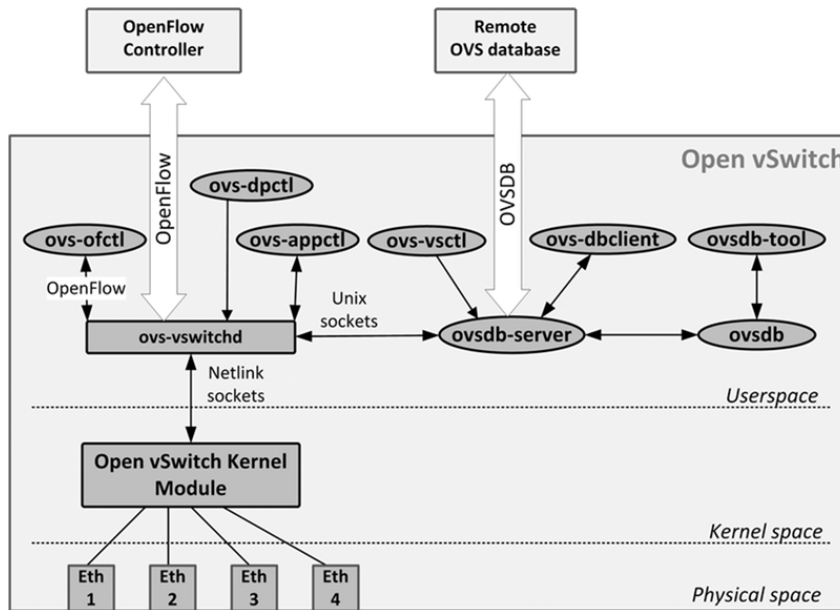 OpenFlow
Controller
Remote
OVS database
Open vSwitch
OpenFlow
OVSDB
ovs-dpctl
ovs-ofctl
ovs-appctl
ovs-vsctl
ovs-dbclient
ovsdb-tool
OpenFlow
Unix
sockets
ovs-vswitchd
ovsdb-server
ovsdb
Netlink
sockets
Userspace
Open vSwitch Kernel
Module
Kernel space
Eth
1
Eth
2
Eth
3
Eth
4
Physical space